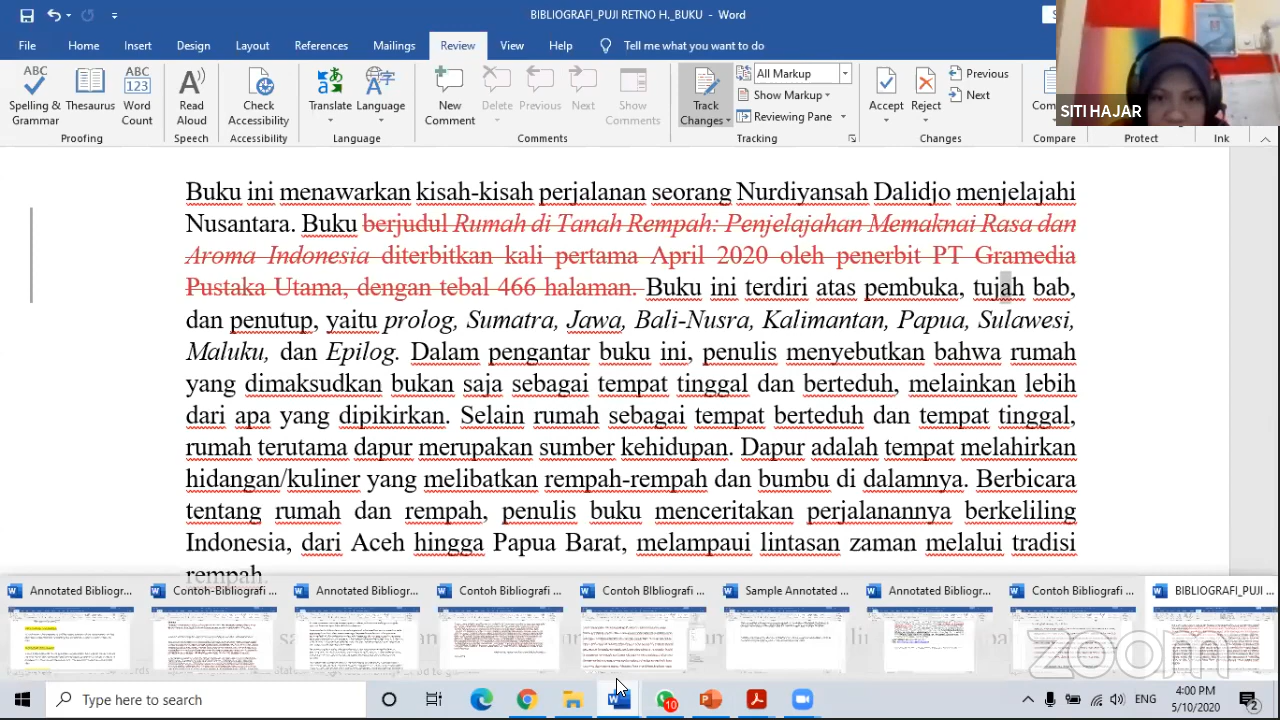 BIBLIOGRAFI_PUJI RETNO H._BUKU - Word
File Home Insert Design Layout References Mailings Review View Help Tell me what you want to do
Spelling & Grammar Thesaurus Word Count Read Aloud Check Accessibility Translate Language New Comment Delete Previous Next Show Comments Track Changes All Markup Show Markup Reviewing Pane Accept Reject Previous Next
Proofing Speech Accessibility Language Comments Tracking Changes Compare Protect Ink
SITI HAJAR
Buku ini menawarkan kisah-kisah perjalanan seorang Nurdiyansah Dalidjo menjelajahi
Nusantara. Buku berjudul Rumah di Tanah Rempah: Penjelajahan Memaknai Rasa dan
Aroma Indonesia diterbitkan kali pertama April 2020 oleh penerbit PT Gramedia
Pustaka Utama, dengan tebal 466 halaman. Buku ini terdiri atas pembuka, tujah bab,
dan penutup, yaitu prolog, Sumatra, Jawa, Bali-Nusra, Kalimantan, Papua, Sulawesi,
Maluku, dan Epilog. Dalam pengantar buku ini, penulis menyebutkan bahwa rumah
yang dimaksudkan bukan saja sebagai tempat tinggal dan berteduh, melainkan lebih
dari apa yang dipikirkan. Selain rumah sebagai tempat berteduh dan tempat tinggal,
rumah terutama dapur merupakan sumber kehidupan. Dapur adalah tempat melahirkan
hidangan/kuliner yang melibatkan rempah-rempah dan bumbu di dalamnya. Berbicara
tentang rumah dan rempah, penulis buku menceritakan perjalanannya berkeliling
Indonesia, dari Aceh hingga Papua Barat, melampaui lintasan zaman melalui tradisi
rempah.
Annotated Bibliogr... Contoh-Bibliografi ... Annotated Bibliogr... Contoh Bibliografi ... Contoh BIbliografi ... Sample Annotated ... Annotated Bibliogr... Contoh Bibliografi ... BIBLIOGRAFI_PUJI ...
zoom
Type here to search
10
ENG
4:00 PM
5/10/2020
2